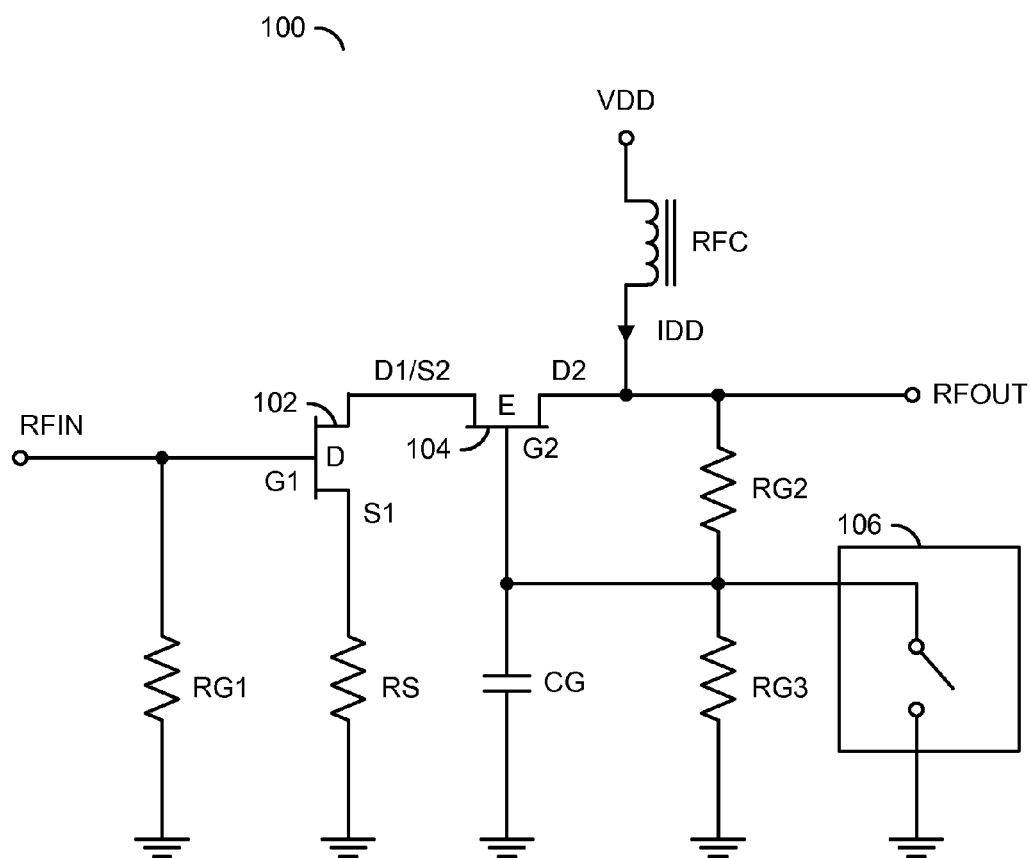 100
VDD
RFC
IDD
D1/S2
D2
102
E
RFOUT
RFIN
104
G2
D
G1
S1
RG2
106
RG1
RS
CG
RG3